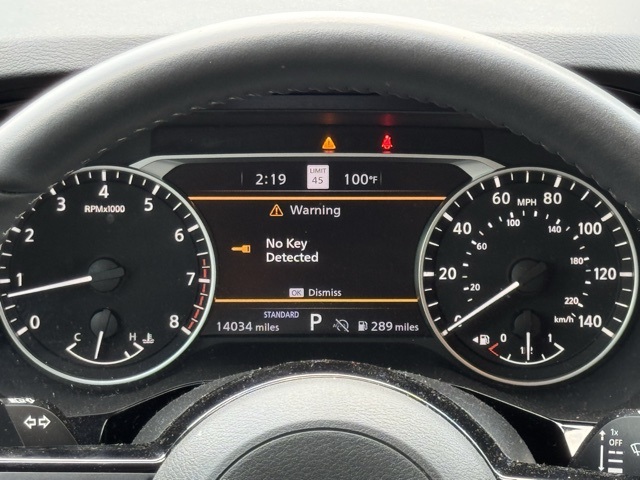 2:19
LIMIT
45
100°F
Warning
No Key
Detected
OK Dismiss
STANDARD
14034 miles
P
289 miles
RPMx1000
0
1
2
3
4
5
6
7
8
C H
MPH
km/h
0
20
40
60
80
100
120
140
20
60
100
140
180
220
0 1
1x
OFF